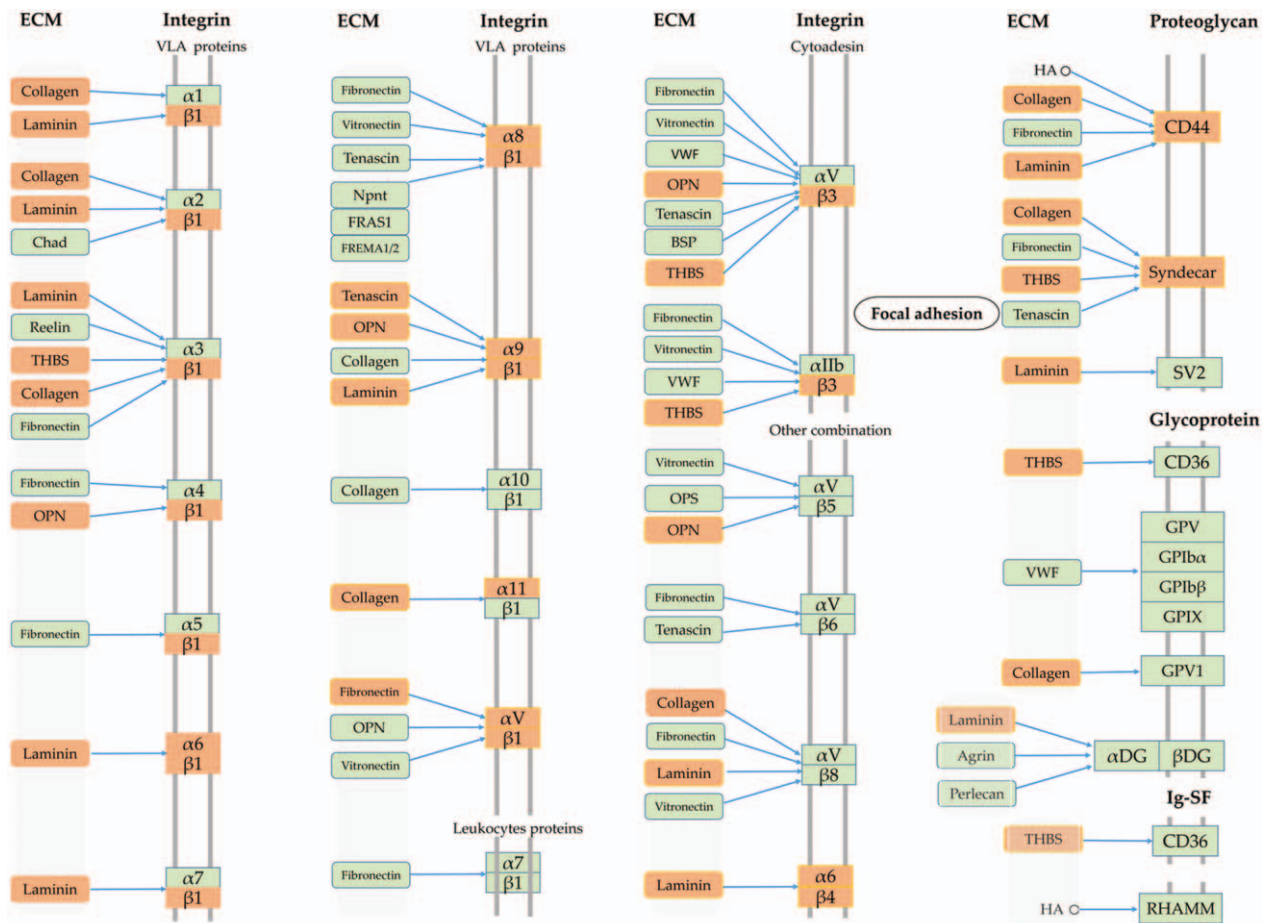 ECM
Integrin
VLA proteins
Collagen
Laminin
α1
β1
Collagen
Laminin
Chad
α2
β1
Laminin
Reelin
THBS
Collagen
Fibronectin
α3
β1
Fibronectin
OPN
α4
β1
Fibronectin
α5
β1
Laminin
α6
β1
Laminin
α7
β1
ECM
Integrin
VLA proteins
Fibronectin
Vitronectin
Tenascin
Npnt
FRAS1
FREMA1/2
α8
β1
Tenascin
OPN
Collagen
Laminin
α9
β1
Collagen
α10
β1
Collagen
α11
β1
Fibronectin
OPN
Vitronectin
αV
β1
Leukocytes proteins
Fibronectin
α7
β1
ECM
Integrin
Cytoadesin
Fibronectin
Vitronectin
VWF
OPN
Tenascin
BSP
THBS
αV
β3
Fibronectin
Vitronectin
VWF
THBS
αIIb
β3
Other combination
Vitronectin
OPS
OPN
αV
β5
Fibronectin
Tenascin
αV
β6
Collagen
Fibronectin
Laminin
Vitronectin
αV
β8
Laminin
α6
β4
ECM
Proteoglycan
HA
Collagen
Fibronectin
Laminin
CD44
Collagen
Fibronectin
THBS
Tenascin
Syndecar
Focal adhesion
Laminin
SV2
Glycoprotein
THBS
CD36
VWF
GPV
GPIbα
GPIbβ
GPIX
Collagen
GPV1
Laminin
Agrin
Perlecan
αDG
βDG
Ig-SF
THBS
CD36
HA
RHAMM